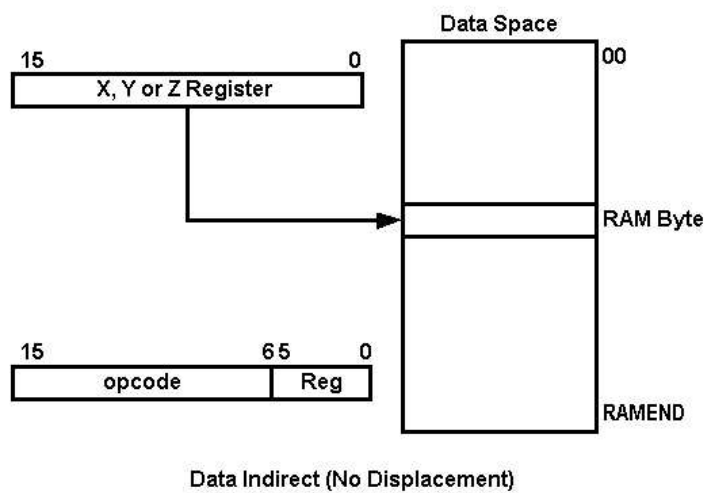 Data Space
15 0
00
X, Y or Z Register
RAM Byte
15 6 5 0
opcode Reg
RAMEND
Data Indirect (No Displacement)